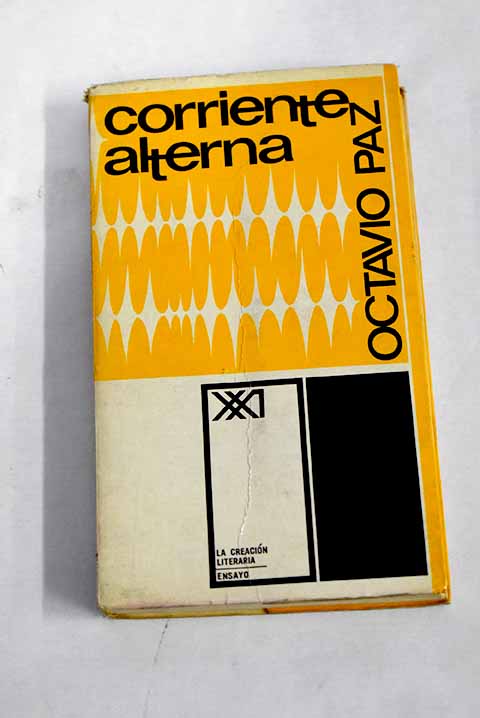 corriente
alterna
OCTAVIO PAZ
XXI
LA CREACIÓN
LITERARIA
ENSAYO